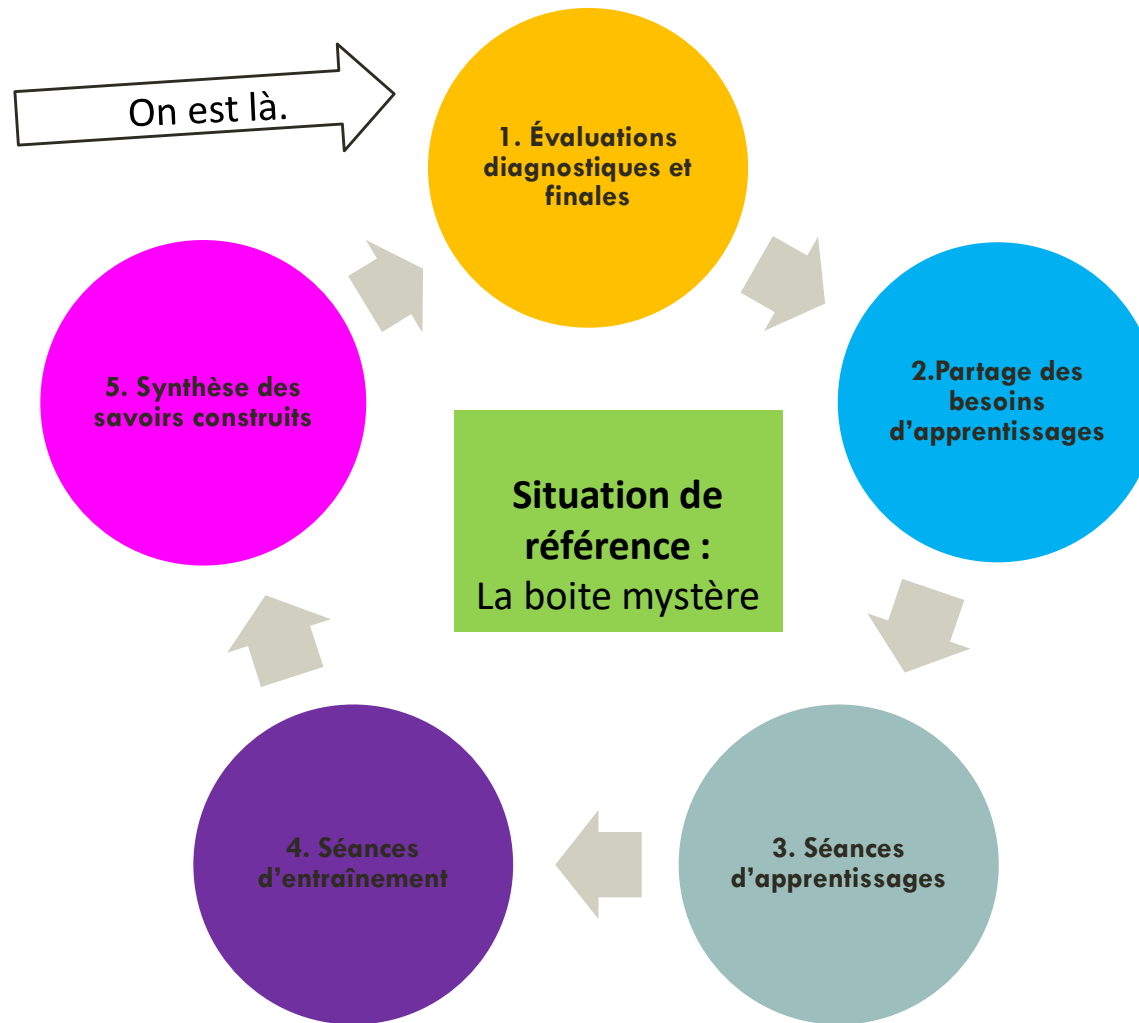 On est là.
1. Évaluations
diagnostiques et
finales
2.Partage des
besoins
d'apprentissages
3. Séances
d'apprentissages
4. Séances
d'entraînement
5. Synthèse des
savoirs construits
Situation de
référence :
La boite mystère